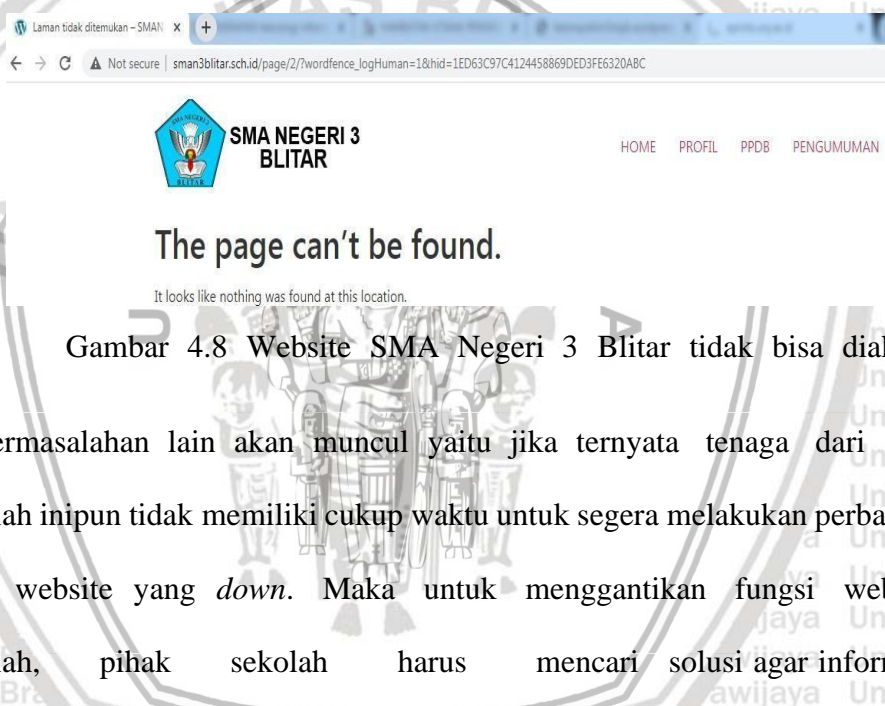 Laman tidak ditemukan – SMAN
Not secure | sman3blitar.sch.id/page/2/?wordfence_logHuman=1&hid=1ED63C97C4124458869DED3FE6320ABC
SMA NEGERI 3
BLITAR
HOME PROFIL PPDB PENGUMUMAN
The page can't be found.
It looks like nothing was found at this location.
Gambar 4.8 Website SMA Negeri 3 Blitar tidak bisa dial
ermasalahan lain akan muncul yaitu jika ternyata tenaga dari
lah inipun tidak memiliki cukup waktu untuk segera melakukan perba
website yang down. Maka untuk menggantikan fungsi wel
lah, pihak sekolah harus mencari solusi agar inform